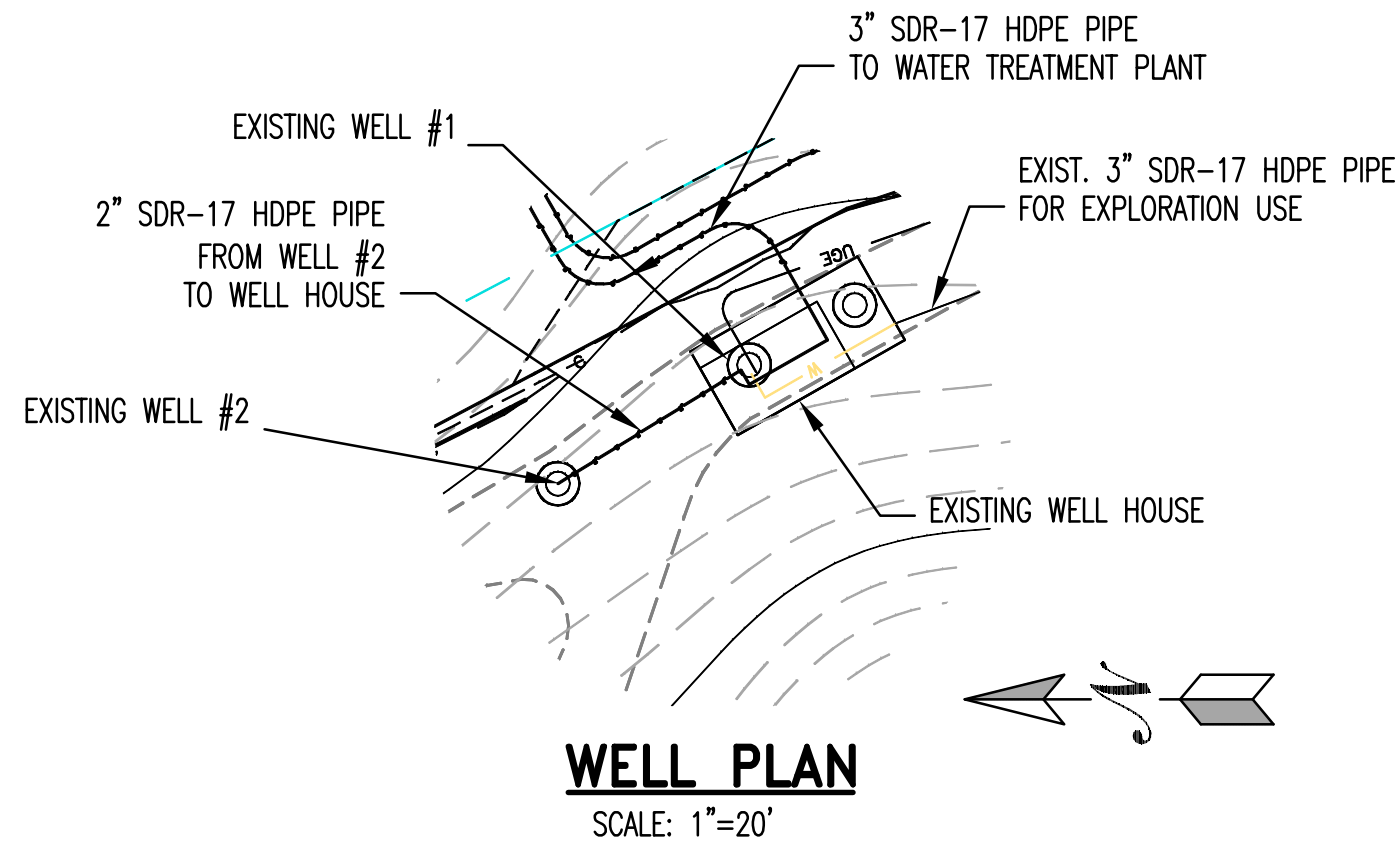 3" SDR-17 HDPE PIPE
TO WATER TREATMENT PLANT
EXISTING WELL #1
EXIST. 3" SDR-17 HDPE PIPE
FOR EXPLORATION USE
2" SDR-17 HDPE PIPE
FROM WELL #2
TO WELL HOUSE
UGE
G
W
EXISTING WELL #2
EXISTING WELL HOUSE
N
WELL PLAN
SCALE: 1"=20'